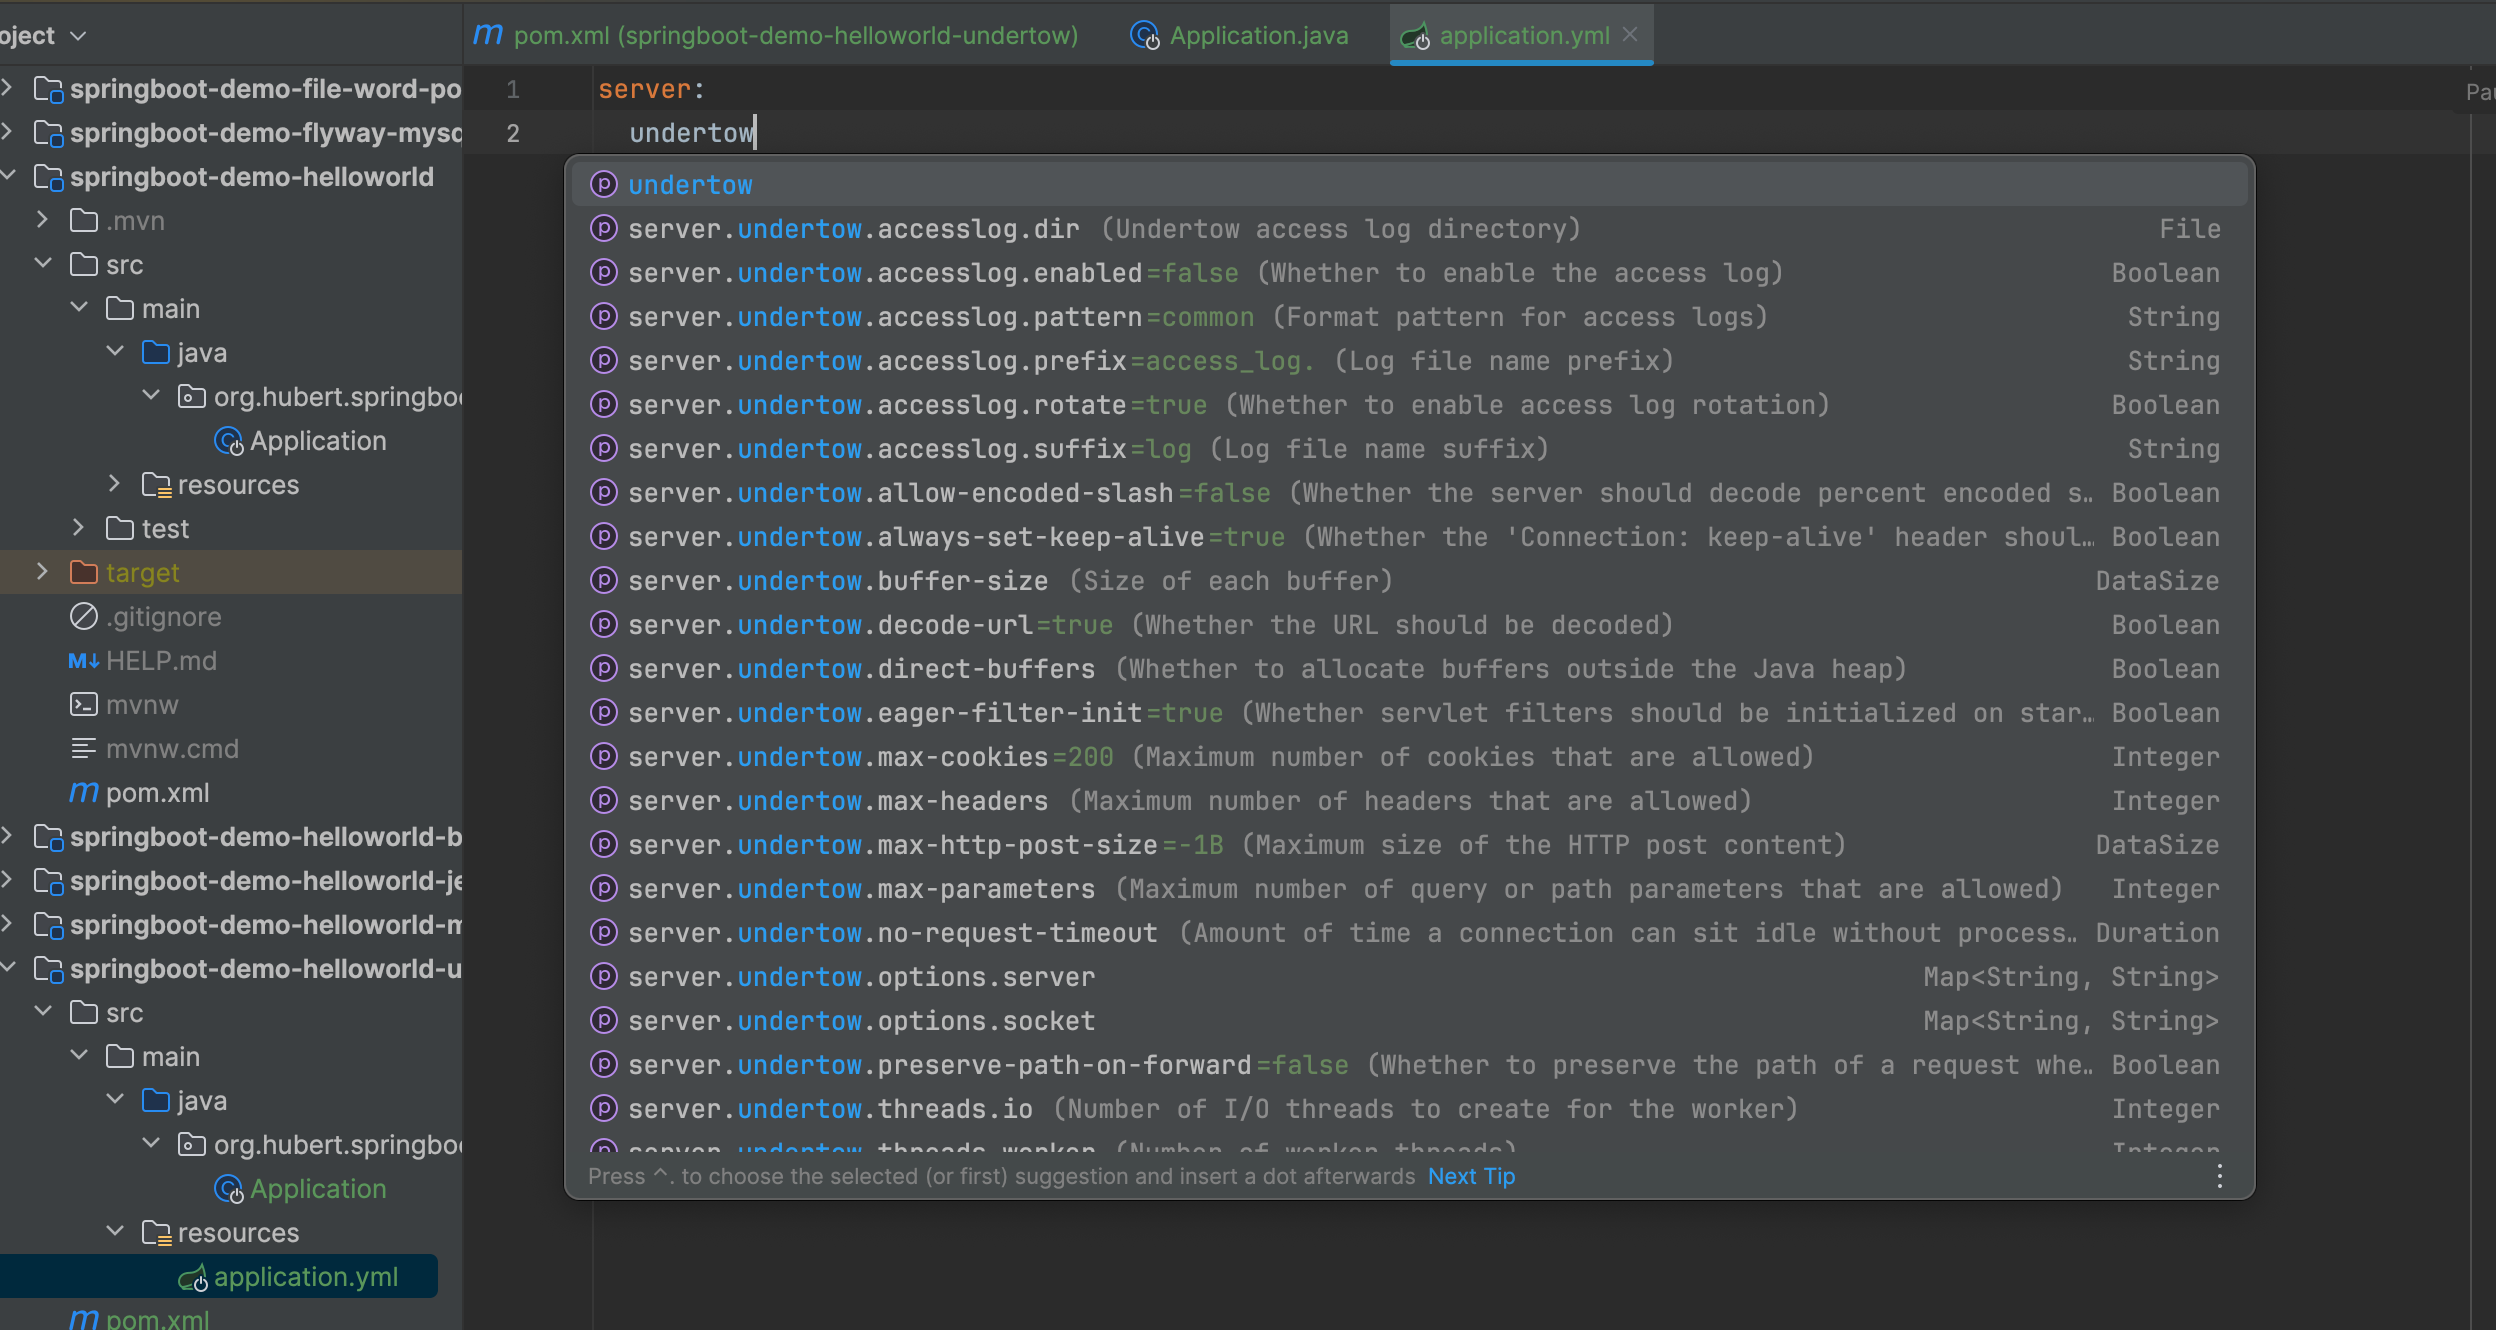 oject
springboot-demo-file-word-po
springboot-demo-flyway-mysq
springboot-demo-helloworld
.mvn
src
main
java
org.hubert.springboo
Application
resources
test
target
.gitignore
M↓ HELP.md
mvnw
mvnw.cmd
m pom.xml
springboot-demo-helloworld-b
springboot-demo-helloworld-je
springboot-demo-helloworld-m
springboot-demo-helloworld-u
src
main
java
org.hubert.springboo
Application
resources
application.yml
m pom.xml
m pom.xml (springboot-demo-helloworld-undertow) Application.java application.yml
1 server:
2 undertow
undertow
server.undertow.accesslog.dir (Undertow access log directory) File
server.undertow.accesslog.enabled=false (Whether to enable the access log) Boolean
server.undertow.accesslog.pattern=common (Format pattern for access logs) String
server.undertow.accesslog.prefix=access_log. (Log file name prefix) String
server.undertow.accesslog.rotate=true (Whether to enable access log rotation) Boolean
server.undertow.accesslog.suffix=log (Log file name suffix) String
server.undertow.allow-encoded-slash=false (Whether the server should decode percent encoded s… Boolean
server.undertow.always-set-keep-alive=true (Whether the 'Connection: keep-alive' header shoul… Boolean
server.undertow.buffer-size (Size of each buffer) DataSize
server.undertow.decode-url=true (Whether the URL should be decoded) Boolean
server.undertow.direct-buffers (Whether to allocate buffers outside the Java heap) Boolean
server.undertow.eager-filter-init=true (Whether servlet filters should be initialized on star… Boolean
server.undertow.max-cookies=200 (Maximum number of cookies that are allowed) Integer
server.undertow.max-headers (Maximum number of headers that are allowed) Integer
server.undertow.max-http-post-size=-1B (Maximum size of the HTTP post content) DataSize
server.undertow.max-parameters (Maximum number of query or path parameters that are allowed) Integer
server.undertow.no-request-timeout (Amount of time a connection can sit idle without process… Duration
server.undertow.options.server Map<String, String>
server.undertow.options.socket Map<String, String>
server.undertow.preserve-path-on-forward=false (Whether to preserve the path of a request whe… Boolean
server.undertow.threads.io (Number of I/O threads to create for the worker) Integer
server.undertow.threads.worker (Number of worker threads) Integer
Press ^. to choose the selected (or first) suggestion and insert a dot afterwards Next Tip
Pau